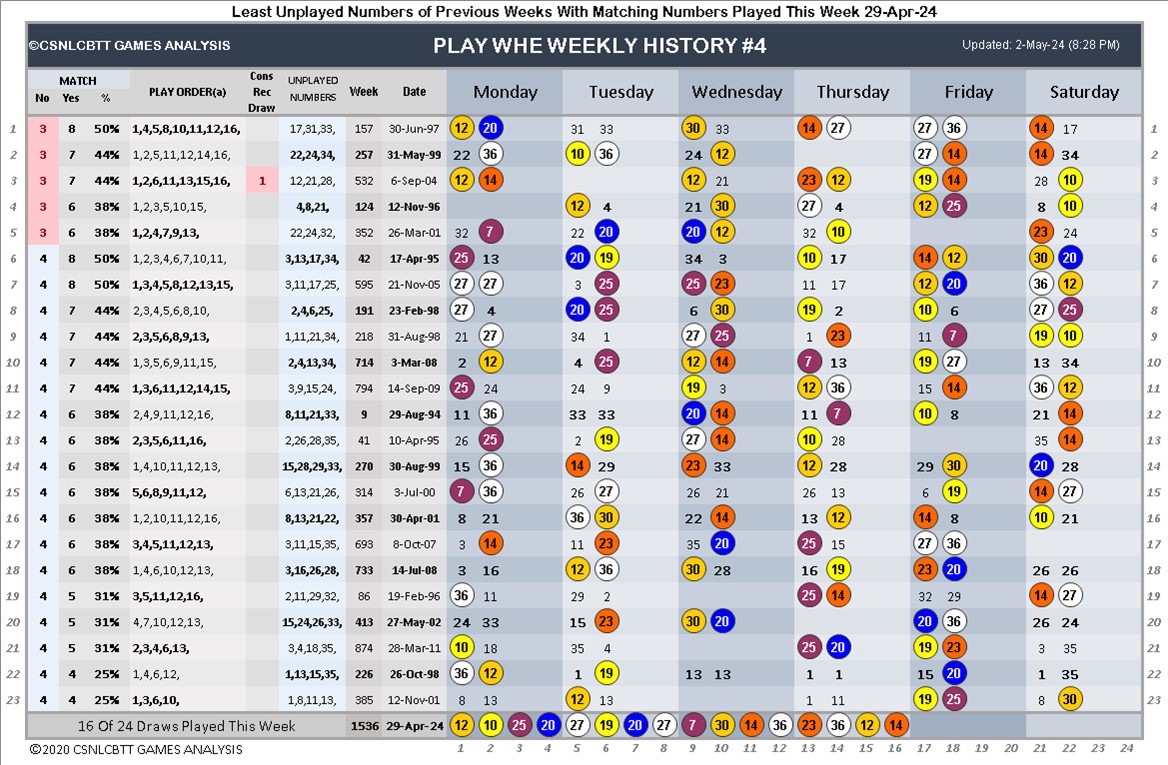 Least Unplayed Numbers of Previous Weeks With Matching Numbers Played This Week 29-Apr-24
©CSNLCBTT GAMES ANALYSIS PLAY WHE WEEKLY HISTORY #4 Updated: 2-May-24 (8:28 PM)
MATCH No Yes % PLAY ORDER(a) Cons Rec Draw UNPLAYED NUMBERS Week Date Monday Tuesday Wednesday Thursday Friday Saturday
1 3 8 50% 1,4,5,8,10,11,12,16, 17,31,33, 157 30-Jun-97 12 20 31 33 30 33 14 27 27 36 14 17 1
2 3 7 44% 1,2,5,11,12,14,16, 22,24,34, 257 31-May-99 22 36 10 36 24 12 27 14 14 34 2
3 3 7 44% 1,2,6,11,13,15,16, 1 12,21,28, 532 6-Sep-04 12 14 12 21 23 12 19 14 28 10 3
4 3 6 38% 1,2,3,5,10,15, 4,8,21, 124 12-Nov-96 12 4 21 30 27 4 12 25 8 10 4
5 3 6 38% 1,2,4,7,9,13, 22,24,32, 352 26-Mar-01 32 7 22 20 20 12 32 10 23 24 5
6 4 8 50% 1,2,3,4,6,7,10,11, 3,13,17,34, 42 17-Apr-95 25 13 20 19 34 3 10 17 14 12 30 20 6
7 4 8 50% 1,3,4,5,8,12,13,15, 3,11,17,25, 595 21-Nov-05 27 27 3 25 25 23 11 17 12 20 36 12 7
8 4 7 44% 2,3,4,5,6,8,10, 2,4,6,25, 191 23-Feb-98 27 4 20 25 6 30 19 2 10 6 27 25 8
9 4 7 44% 2,3,5,6,8,9,13, 1,11,21,34, 218 31-Aug-98 21 27 34 1 27 25 1 23 11 7 19 10 9
10 4 7 44% 1,3,5,6,9,11,15, 2,4,13,34, 714 3-Mar-08 2 12 4 25 12 14 7 13 19 27 13 34 10
11 4 7 44% 1,3,6,11,12,14,15, 3,9,15,24, 794 14-Sep-09 25 24 24 9 19 3 12 36 15 14 36 12 11
12 4 6 38% 2,4,9,11,12,16, 8,11,21,33, 9 29-Aug-94 11 36 33 33 20 14 11 7 10 8 21 14 12
13 4 6 38% 2,3,5,6,11,16, 2,26,28,35, 41 10-Apr-95 26 25 2 19 27 14 10 28 35 14 13
14 4 6 38% 1,4,10,11,12,13, 15,28,29,33, 270 30-Aug-99 15 36 14 29 23 33 12 28 29 30 20 28 14
15 4 6 38% 5,6,8,9,11,12, 6,13,21,26, 314 3-Jul-00 7 36 26 27 26 21 26 13 6 19 14 27 15
16 4 6 38% 1,2,10,11,12,16, 8,13,21,22, 357 30-Apr-01 8 21 36 30 22 14 13 12 14 8 10 21 16
17 4 6 38% 3,4,5,11,12,13, 3,11,15,35, 693 8-Oct-07 3 14 11 23 35 20 25 15 27 36 17
18 4 6 38% 1,4,6,10,12,13, 3,16,26,28, 733 14-Jul-08 3 16 12 36 30 28 16 19 23 20 26 26 18
19 4 5 31% 3,5,11,12,16, 2,11,29,32, 86 19-Feb-96 36 11 29 2 25 14 32 29 14 27 19
20 4 5 31% 4,7,10,12,13, 15,24,26,33, 413 27-May-02 24 33 15 23 30 20 20 36 26 24 20
21 4 5 31% 2,3,4,6,13, 3,4,18,35, 874 28-Mar-11 10 18 35 4 25 20 19 23 3 35 21
22 4 4 25% 1,4,6,12, 1,13,15,35, 226 26-Oct-98 36 12 1 19 13 13 1 1 15 20 1 35 22
23 4 4 25% 1,3,6,10, 1,8,11,13, 385 12-Nov-01 8 13 12 13 1 11 19 25 8 30 23
16 Of 24 Draws Played This Week 1536 29-Apr-24 12 10 25 20 27 19 20 27 7 30 14 36 23 36 12 14
©2020 CSNLCBTT GAMES ANALYSIS 1 2 3 4 5 6 7 8 9 10 11 12 13 14 15 16 17 18 19 20 21 22 23 24